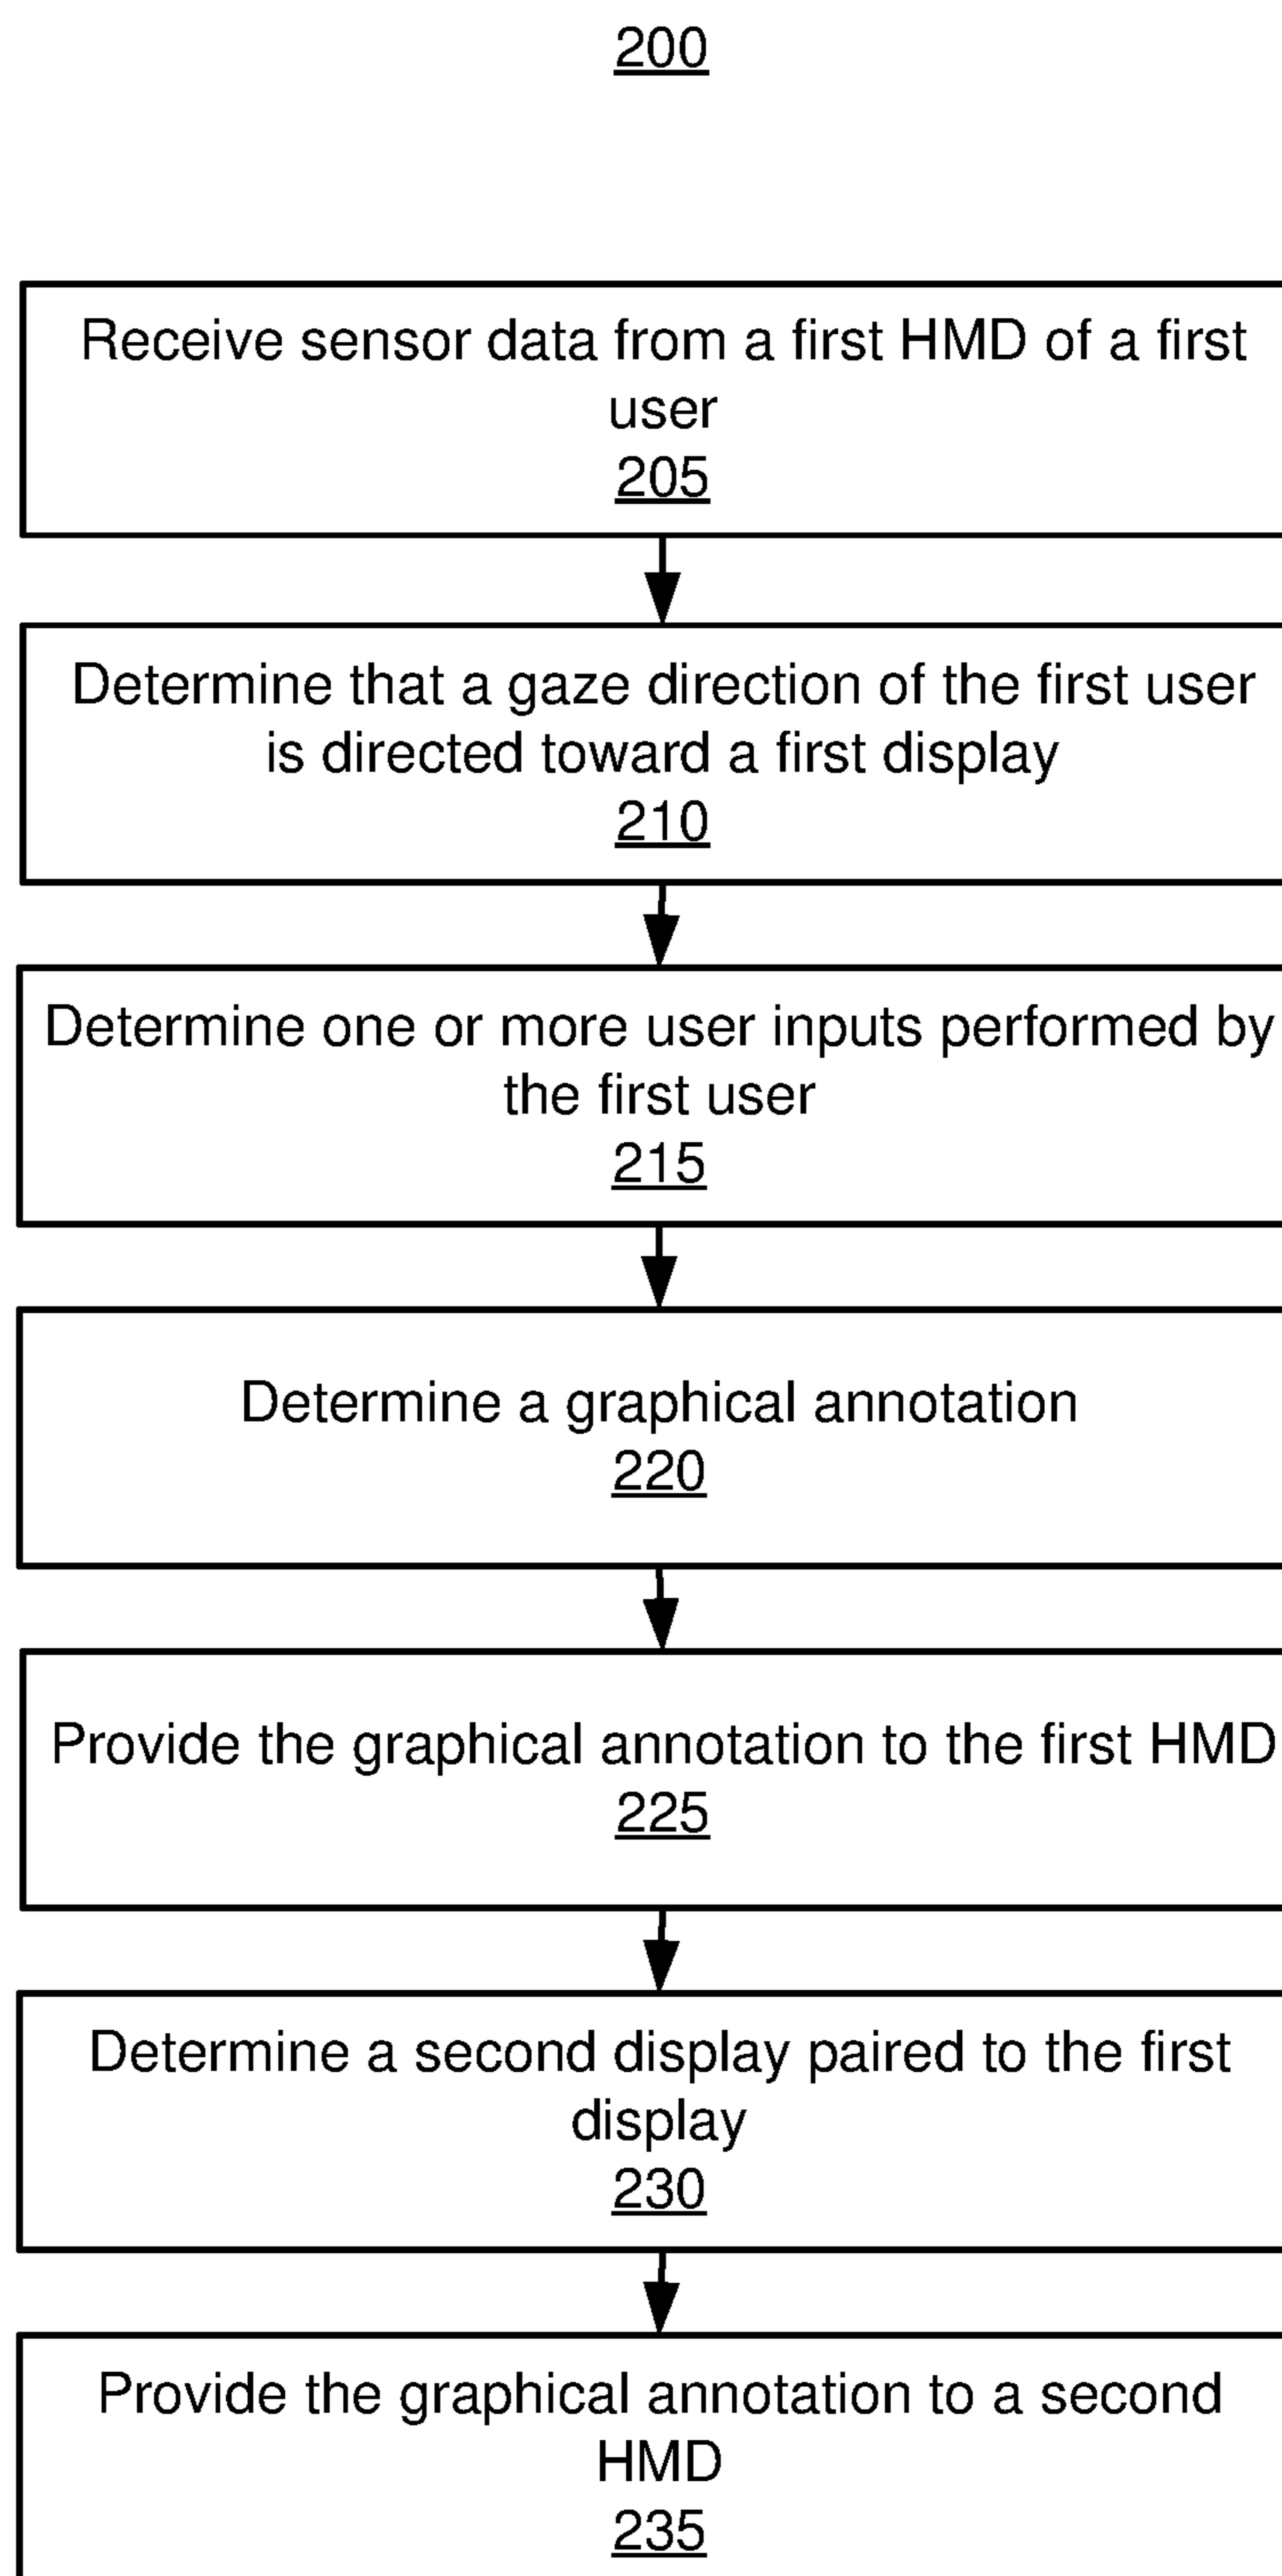 200
Receive sensor data from a first HMD of a first
user
205
Determine that a gaze direction of the first user
is directed toward a first display
210
Determine one or more user inputs performed by
the first user
215
Determine a graphical annotation
220
Provide the graphical annotation to the first HMD
225
Determine a second display paired to the first
display
230
Provide the graphical annotation to a second
HMD
235